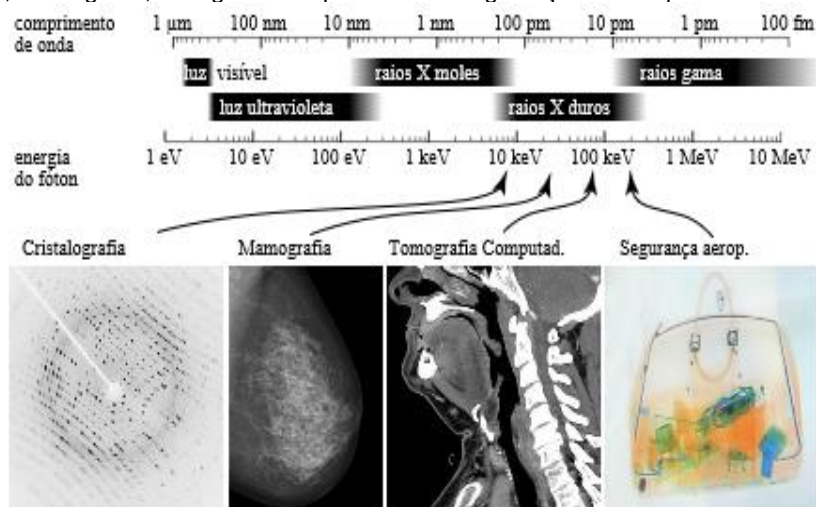 comprimento de onda
1 μm 100 nm 10 nm 1 nm 100 pm 10 pm 1 pm 100 fm
luz visível raios X moles raios gama
luz ultravioleta raios X duros
energia do fóton
1 eV 10 eV 100 eV 1 keV 10 keV 100 keV 1 MeV 10 MeV
Cristalografia Mamografia Tomografia Computad. Segurança aerop.